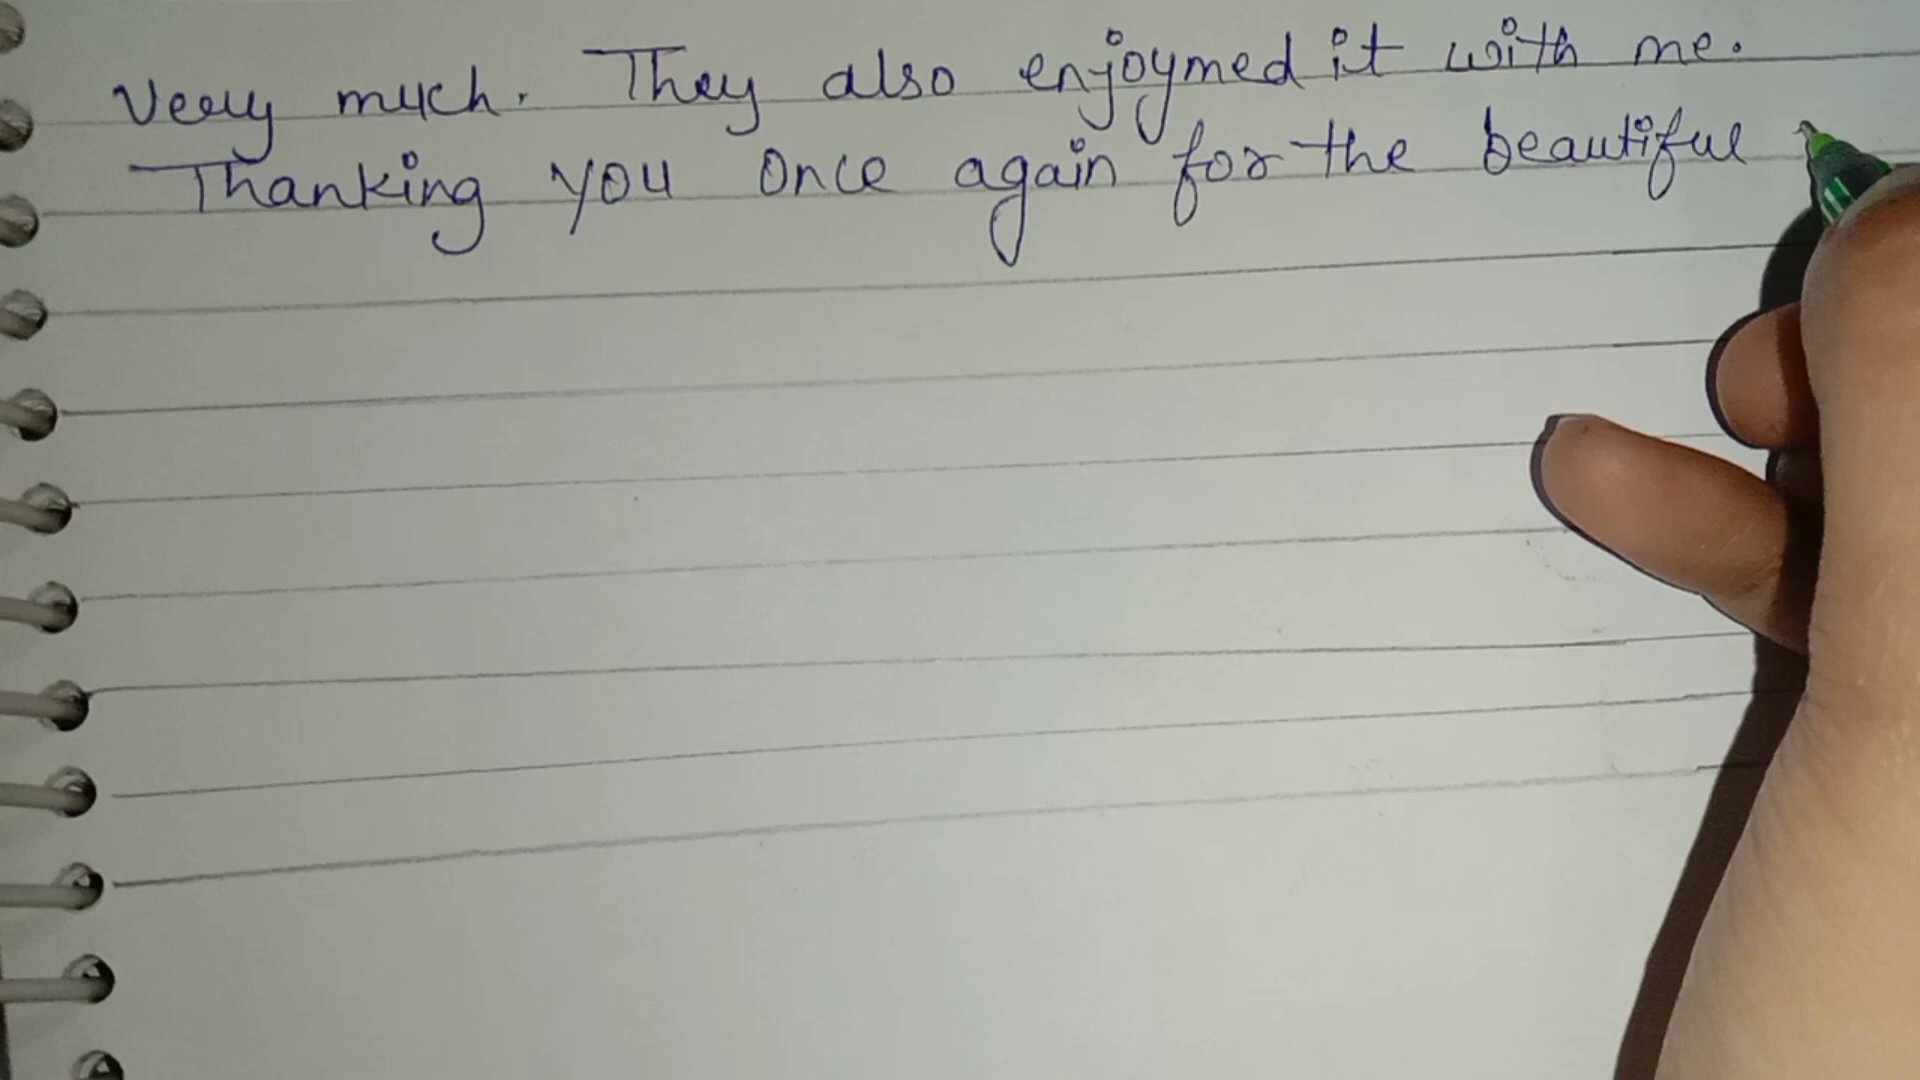 Very much. They also enjoymed it with me.
Thanking you once again for the beautiful